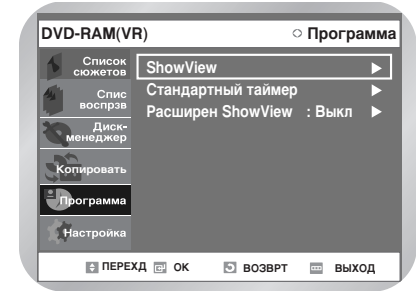 DVD-RAM(VR)
Программа
Список сюжетов
Спис воспрзв
Диск-менеджер
Копировать
Программа
Настройка
ShowView
Стандартный таймер
Расширен ShowView : Выкл
ПЕРЕХД OK ВОЗВРТ ВЫХОД